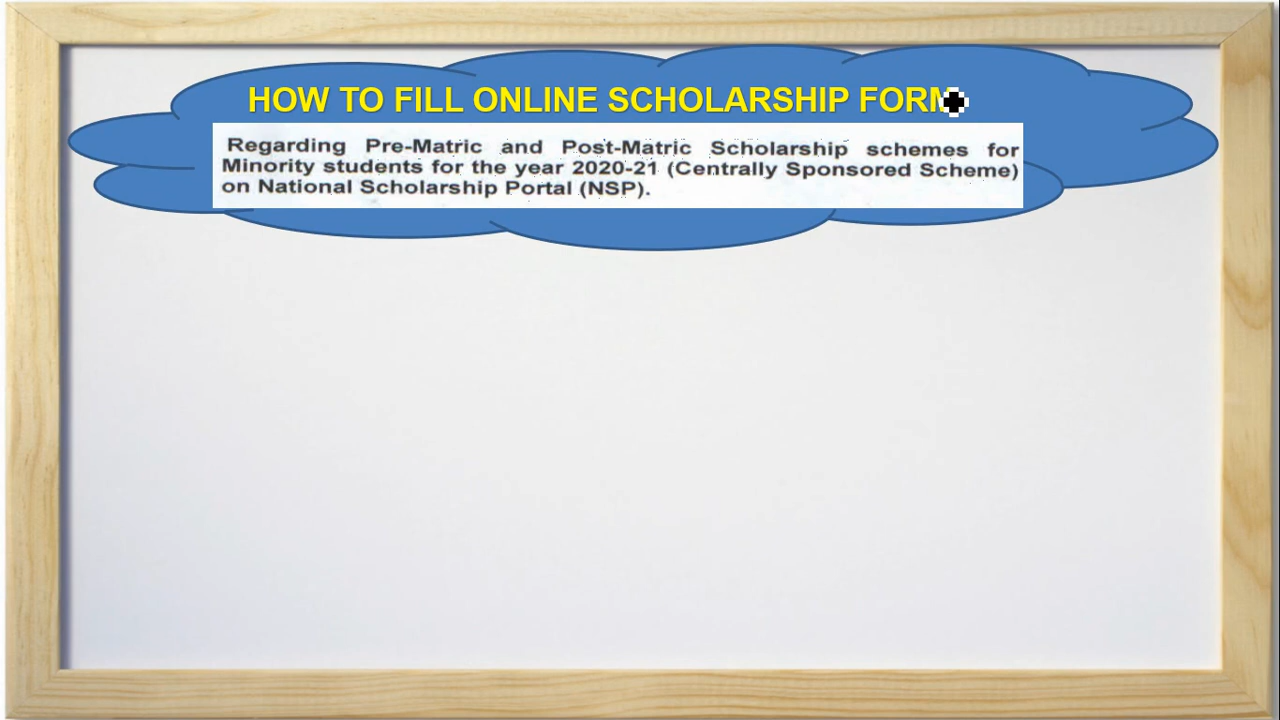 HOW TO FILL ONLINE SCHOLARSHIP FORM
Regarding Pre-Matric and Post-Matric Scholarship schemes for
Minority students for the year 2020-21 (Centrally Sponsored Scheme)
on National Scholarship Portal (NSP).